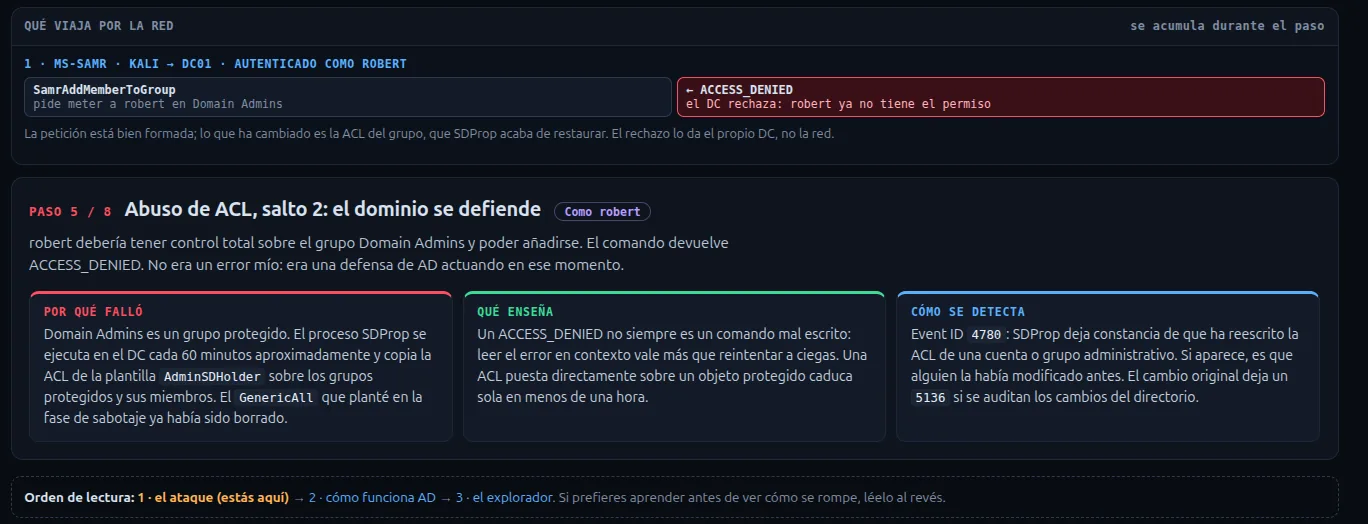 QUÉ VIAJA POR LA RED
se acumula durante el paso
1 · MS-SAMR · KALI → DC01 · AUTENTICADO COMO ROBERT
SamrAddMemberToGroup
pide meter a robert en Domain Admins
← ACCESS_DENIED
el DC rechaza: robert ya no tiene el permiso
La petición está bien formada; lo que ha cambiado es la ACL del grupo, que SDProp acaba de restaurar. El rechazo lo da el propio DC, no la red.
PASO 5 / 8 Abuso de ACL, salto 2: el dominio se defiende Como robert
robert debería tener control total sobre el grupo Domain Admins y poder añadirse. El comando devuelve
ACCESS_DENIED. No era un error mío: era una defensa de AD actuando en ese momento.
POR QUÉ FALLÓ
Domain Admins es un grupo protegido. El proceso SDProp se
ejecuta en el DC cada 60 minutos aproximadamente y copia la
ACL de la plantilla AdminSDHolder sobre los grupos
protegidos y sus miembros. El GenericAll que planté en la
fase de sabotaje ya había sido borrado.
QUÉ ENSEÑA
Un ACCESS_DENIED no siempre es un comando mal escrito:
leer el error en contexto vale más que reintentar a ciegas. Una
ACL puesta directamente sobre un objeto protegido caduca
sola en menos de una hora.
CÓMO SE DETECTA
Event ID 4780: SDProp deja constancia de que ha reescrito la
ACL de una cuenta o grupo administrativo. Si aparece, es que
alguien la había modificado antes. El cambio original deja un
5136 si se auditan los cambios del directorio.
Orden de lectura: 1 · el ataque (estás aquí) → 2 · cómo funciona AD → 3 · el explorador. Si prefieres aprender antes de ver cómo se rompe, léelo al revés.